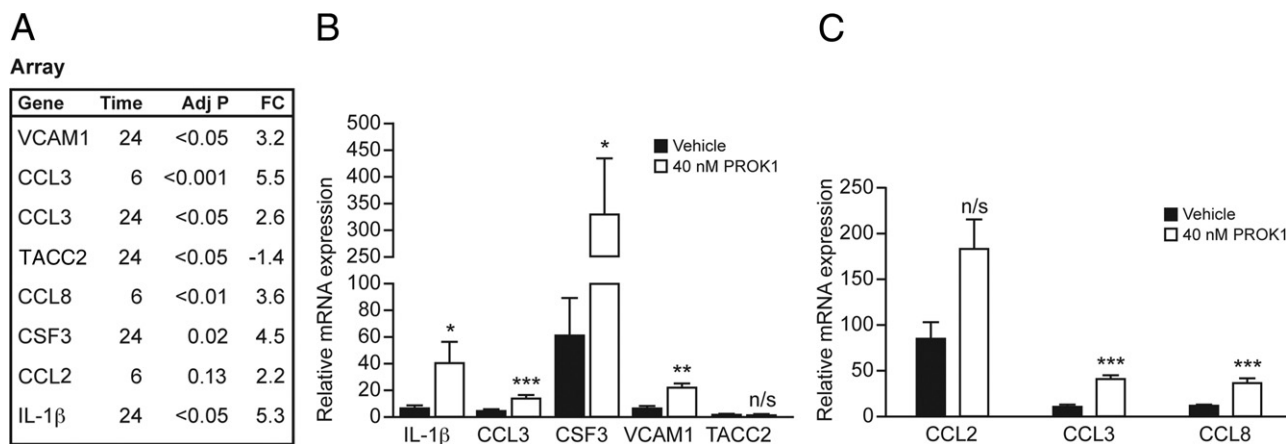 A
Array
Gene Time Adj P FC
VCAM1 24 <0.05 3.2
CCL3 6 <0.001 5.5
CCL3 24 <0.05 2.6
TACC2 24 <0.05 -1.4
CCL8 6 <0.01 3.6
CSF3 24 0.02 4.5
CCL2 6 0.13 2.2
IL-1β 24 <0.05 5.3
B
Relative mRNA expression
500
450
400
350
300
250
100
80
60
40
20
0
Vehicle
40 nM PROK1
*
***
*
**
n/s
IL-1β CCL3 CSF3 VCAM1 TACC2
C
Relative mRNA expression
250
200
150
100
50
0
Vehicle
40 nM PROK1
n/s
***
***
CCL2 CCL3 CCL8